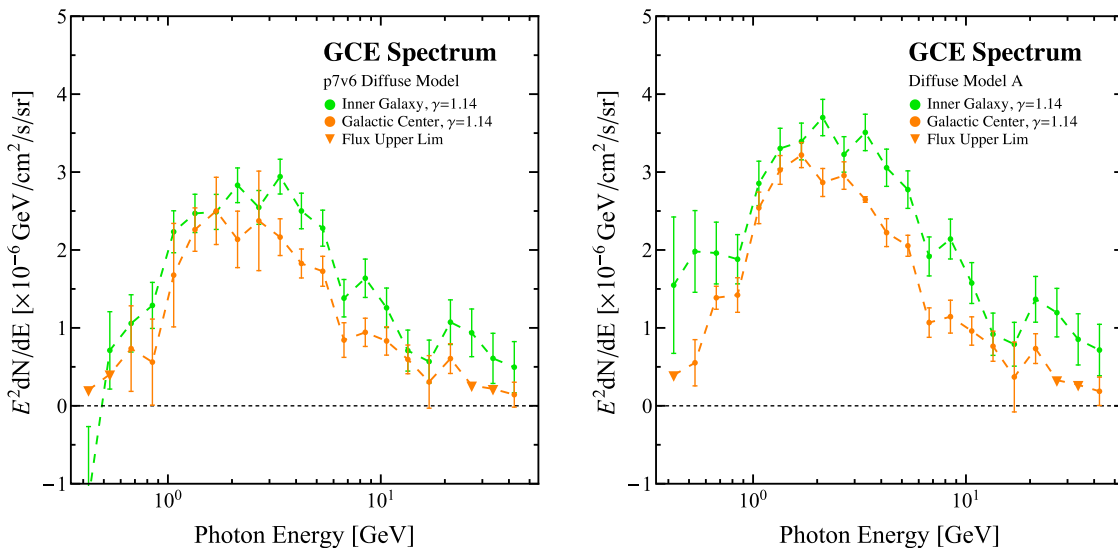 GCE Spectrum
p7v6 Diffuse Model
Inner Galaxy, γ=1.14
Galactic Center, γ=1.14
Flux Upper Lim
E²dN/dE [×10⁻⁶ GeV/cm²/s/sr]
5
4
3
2
1
0
−1
10⁰
10¹
Photon Energy [GeV]
GCE Spectrum
Diffuse Model A
Inner Galaxy, γ=1.14
Galactic Center, γ=1.14
Flux Upper Lim
E²dN/dE [×10⁻⁶ GeV/cm²/s/sr]
5
4
3
2
1
0
−1
10⁰
10¹
Photon Energy [GeV]